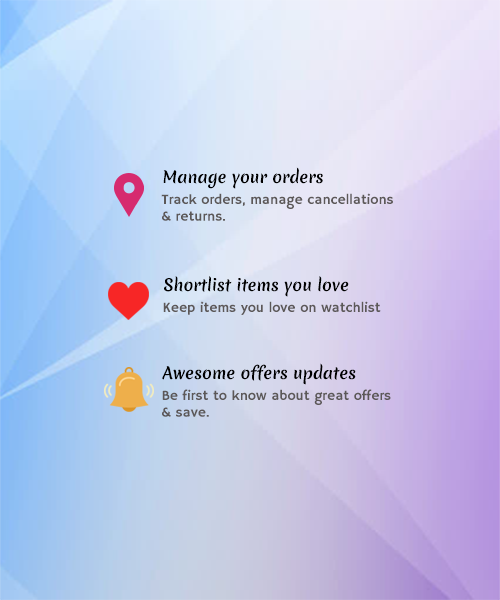 Manage your orders
Track orders, manage cancellations
& returns.
Shortlist items you love
Keep items you love on watchlist
Awesome offers updates
Be first to know about great offers
& save.